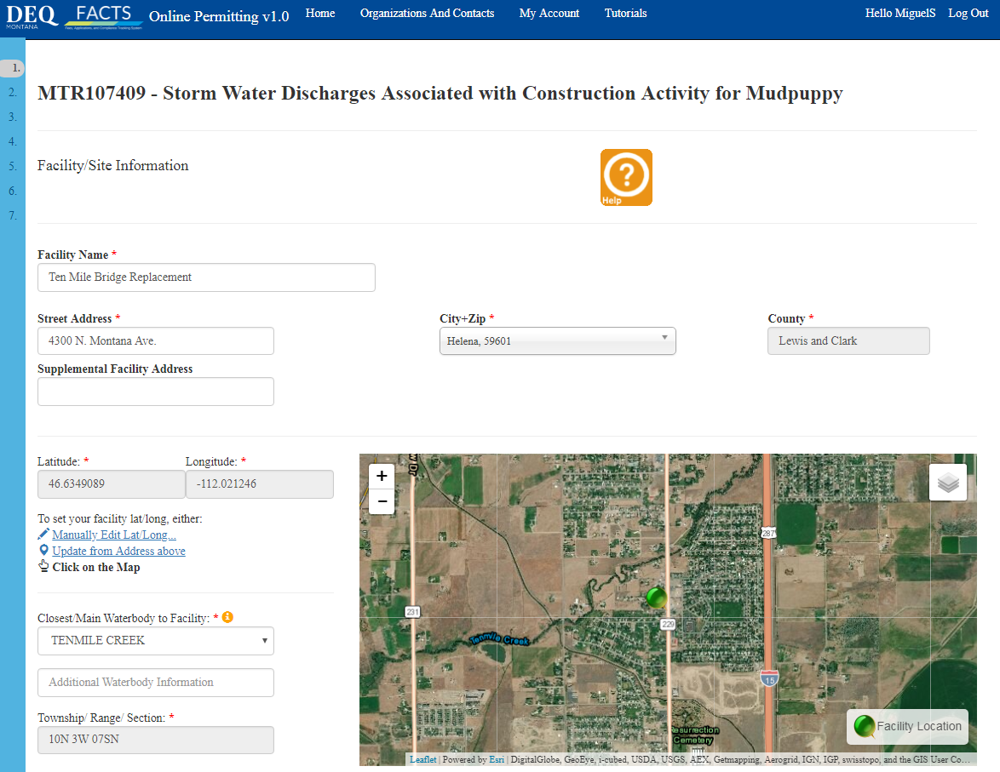 DEQ
MONTANA
FACTS
Online Permitting v1.0
Home
Organizations And Contacts
My Account
Tutorials
Hello MiguelS
Log Out
1.
2.
3.
4.
5.
6.
7.
MTR107409 - Storm Water Discharges Associated with Construction Activity for Mudpuppy
Facility/Site Information
?
Help
Facility Name *
Ten Mile Bridge Replacement
Street Address *
City+Zip *
County *
4300 N. Montana Ave.
Helena, 59601
Lewis and Clark
Supplemental Facility Address
Latitude: *
Longitude: *
46.6349089
-112.021246
To set your facility lat/long, either:
Manually Edit Lat/Long...
Update from Address above
Click on the Map
Closest/Main Waterbody to Facility: *
TENMILE CREEK
Additional Waterbody Information
Township/ Range/ Section: *
10N 3W 07SN
+
−
w Dr
287
231
229
Tenmile Creek
15
Resurrection
Cemetery
Facility Location
Leaflet | Powered by Esri | DigitalGlobe, GeoEye, i-cubed, USDA, USGS, AEX, Getmapping, Aerogrid, IGN, IGP, swisstopo, and the GIS User Co...